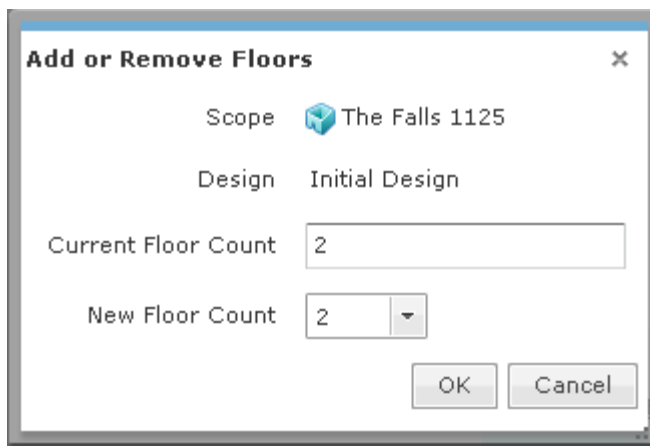 Add or Remove Floors
Scope The Falls 1125
Design Initial Design
Current Floor Count 2
New Floor Count 2
OK Cancel